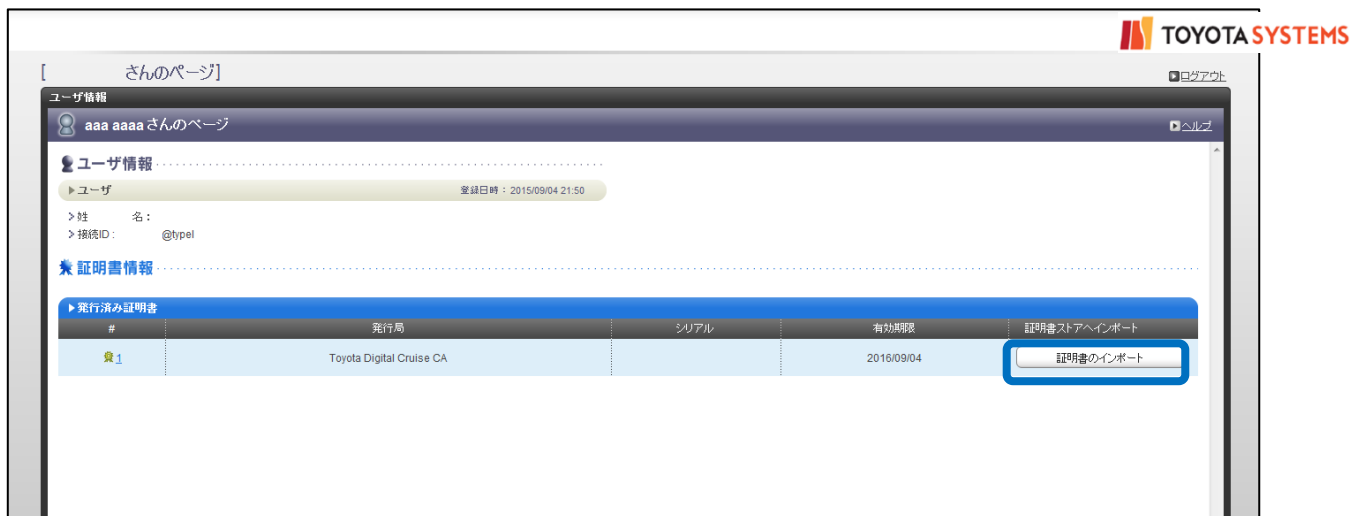 TOYOTA SYSTEMS
[ さんのページ]
ログアウト
ユーザ情報
aaa aaaa さんのページ
ヘルプ
ユーザ情報
ユーザ 登録日時：2015/09/04 21:50
姓 名：
接続ID： @typeI
証明書情報
発行済み証明書
# 発行局 シリアル 有効期限 証明書ストアへインポート
1 Toyota Digital Cruise CA 2016/09/04 証明書のインポート